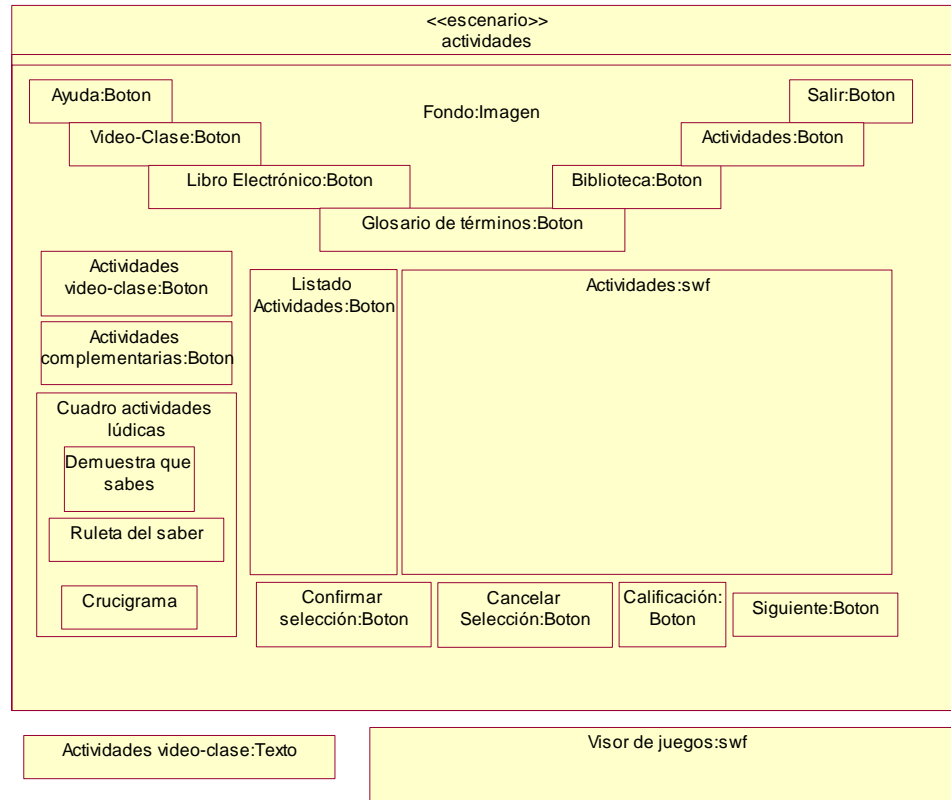 <<escenario>>
actividades
Ayuda:Boton
Salir:Boton
Fondo:Imagen
Video-Clase:Boton
Actividades:Boton
Libro Electrónico:Boton
Biblioteca:Boton
Glosario de términos:Boton
Actividades
video-clase:Boton
Actividades
complementarias:Boton
Cuadro actividades
lúdicas
Demuestra que
sabes
Ruleta del saber
Crucigrama
Listado
Actividades:Boton
Actividades:swf
Confirmar
selección:Boton
Cancelar
Selección:Boton
Calificación:
Boton
Siguiente:Boton
Actividades video-clase:Texto
Visor de juegos:swf